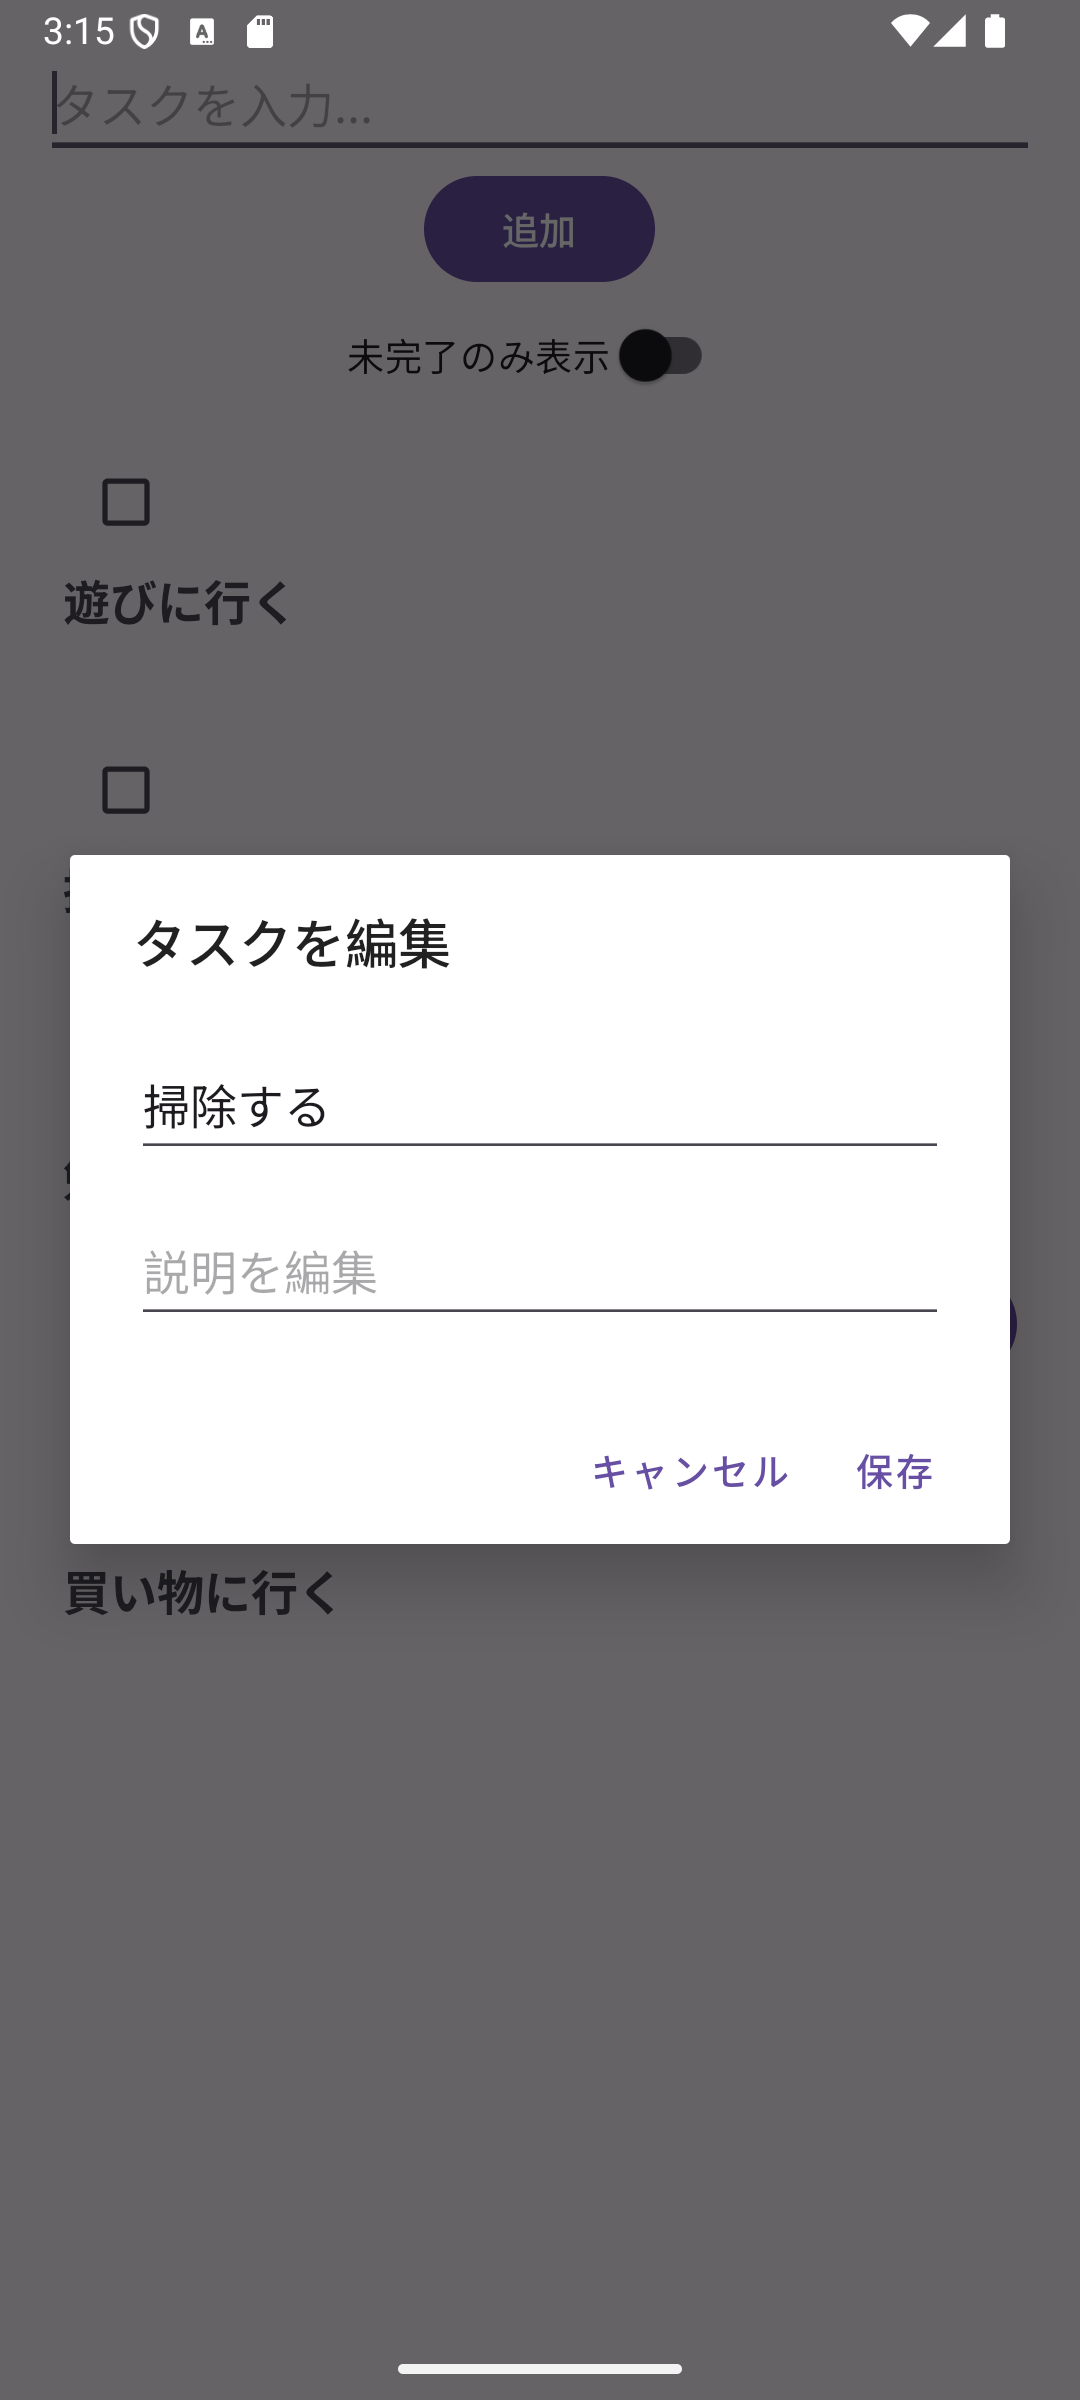 3:15
タスクを入力...
追加
未完了のみ表示
遊びに行く
タスクを編集
掃除する
説明を編集
キャンセル 保存
買い物に行く